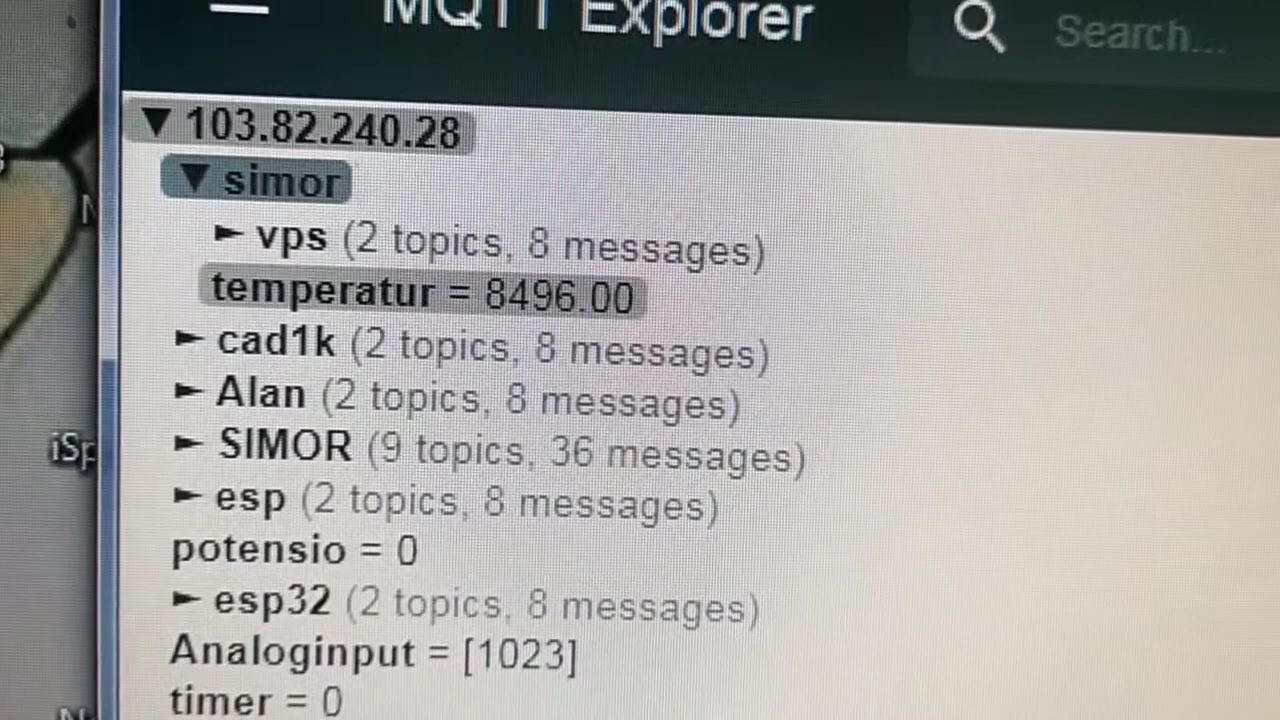 MQTT Explorer
Search...
▼ 103.82.240.28
▼ simor
► vps (2 topics, 8 messages)
temperatur = 8496.00
► cad1k (2 topics, 8 messages)
► Alan (2 topics, 8 messages)
► SIMOR (9 topics, 36 messages)
► esp (2 topics, 8 messages)
potensio = 0
► esp32 (2 topics, 8 messages)
Analoginput = [1023]
timer = 0
iSp